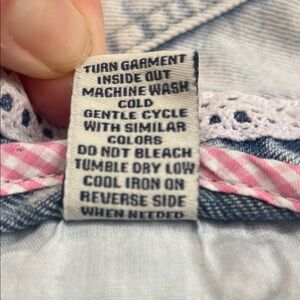 TURN GARMENT
INSIDE OUT
MACHINE WASH
COLD
GENTLE CYCLE
WITH SIMILAR
COLORS
DO NOT BLEACH
TUMBLE DRY LOW
COOL IRON ON
REVERSE SIDE
WHEN NEEDED